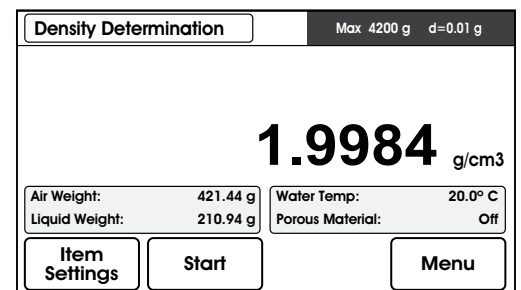 Density Determination
Max 4200 g d=0.01 g
1.9984 g/cm3
Air Weight: 421.44 g
Liquid Weight: 210.94 g
Water Temp: 20.0º C
Porous Material: Off
Item
Settings
Start
Menu